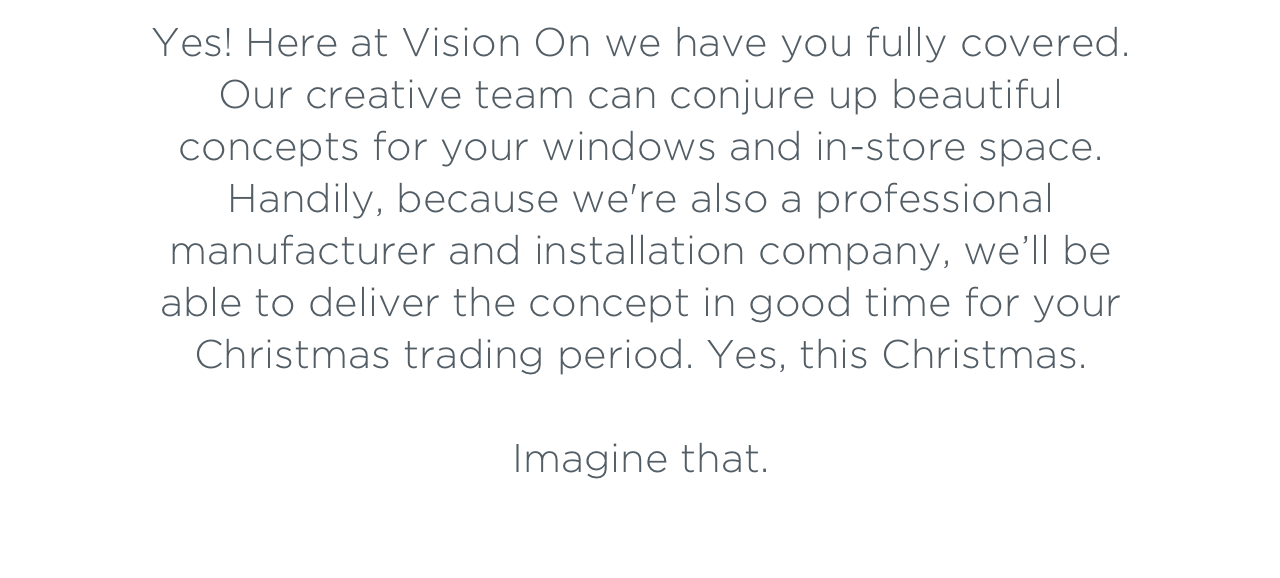 Yes! Here at Vision On we have you fully covered.
Our creative team can conjure up beautiful
concepts for your windows and in-store space.
Handily, because we're also a professional
manufacturer and installation company, we’ll be
able to deliver the concept in good time for your
Christmas trading period. Yes, this Christmas.
Imagine that.